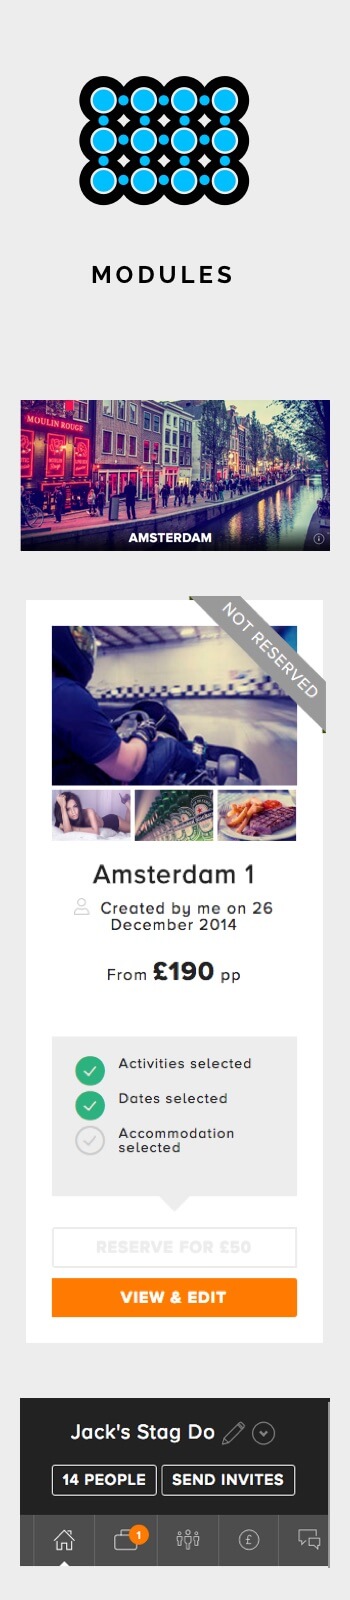 MODULES
MOULIN ROUGE
AMSTERDAM
NOT RESERVED
Amsterdam 1
Created by me on 26
December 2014
From £190 pp
Activities selected
Dates selected
Accommodation
selected
RESERVE FOR £50
VIEW & EDIT
Jack's Stag Do
14 PEOPLE SEND INVITES
1
£